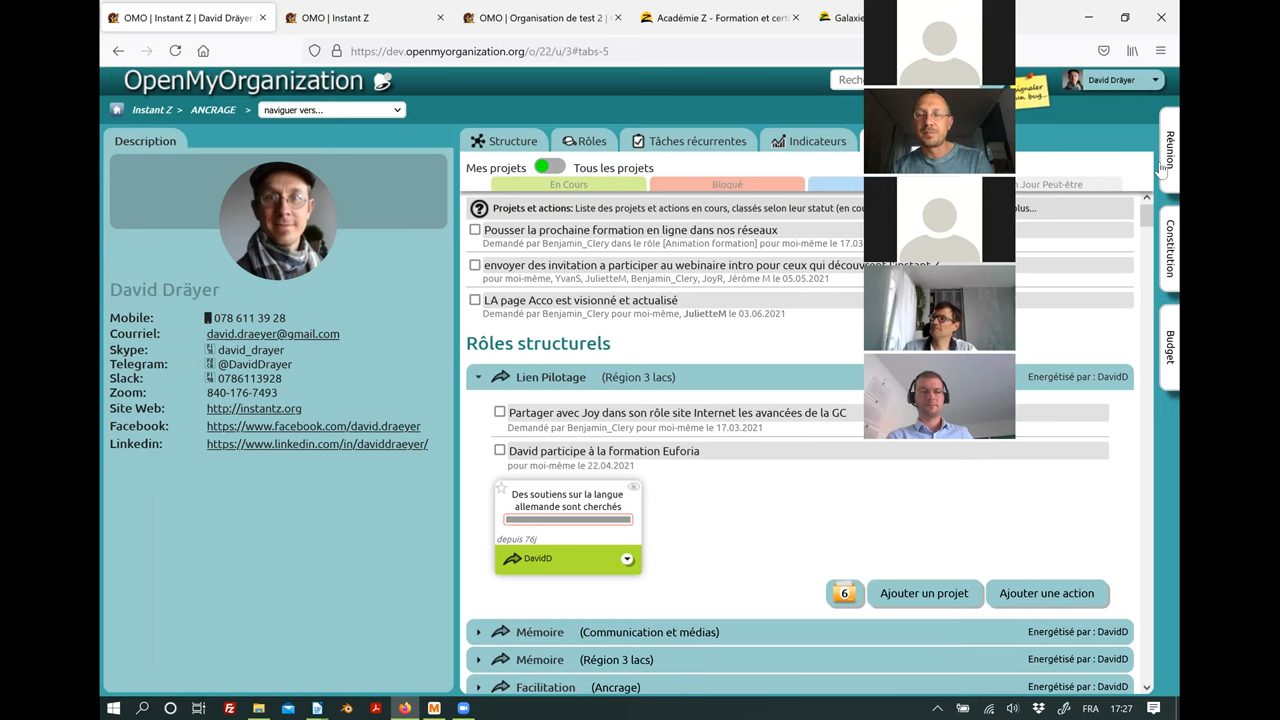 OMO | Instant Z | David Dräyer
OMO | Instant Z
OMO | Organisation de test 2 |
Académie Z - Formation et cert
Galaxie
https://dev.openmyorganization.org/o/22/u/3#tabs-5
OpenMyOrganization
Reche
David Dräyer
Instant Z > ANCRAGE > naviguer vers...
ignaler
un bug...
Description
Structure
Rôles
Tâches récurrentes
Indicateurs
Réunion
Constitution
Budget
Mes projets
Tous les projets
En Cours
Bloqué
n Jour Peut-être
Projets et actions: Liste des projets et actions en cours, classés selon leur statut (en cou
plus...
Pousser la prochaine formation en ligne dans nos réseaux
Demandé par Benjamin_Clery dans le rôle [Animation formation] pour moi-même le 17.03
envoyer des invitation a participer au webinaire intro pour ceux qui découvrent l'instant Z
pour moi-même, YvanS, JulietteM, Benjamin_Clery, JoyR, Jérôme M le 05.05.2021
LA page Acco est visionné et actualisé
Demandé par Benjamin_Clery pour moi-même, JulietteM le 03.06.2021
David Dräyer
Mobile: 078 611 39 28
Courriel: david.draeyer@gmail.com
Skype: david_drayer
Telegram: @DavidDrayer
Slack: 0786113928
Zoom: 840-176-7493
Site Web: http://instantz.org
Facebook: https://www.facebook.com/david.draeyer
Linkedin: https://www.linkedin.com/in/daviddraeyer/
Rôles structurels
Lien Pilotage (Région 3 lacs) Energétisé par : DavidD
Partager avec Joy dans son rôle site Internet les avancées de la GC
Demandé par Benjamin_Clery pour moi-même le 17.03.2021
David participe à la formation Euforia
pour moi-même le 22.04.2021
Des soutiens sur la langue
allemande sont cherchés
depuis 76j
DavidD
6
Ajouter un projet
Ajouter une action
Mémoire (Communication et médias) Energétisé par : DavidD
Mémoire (Région 3 lacs) Energétisé par : DavidD
Facilitation (Ancrage) Energétisé par : DavidD
FRA
17:27